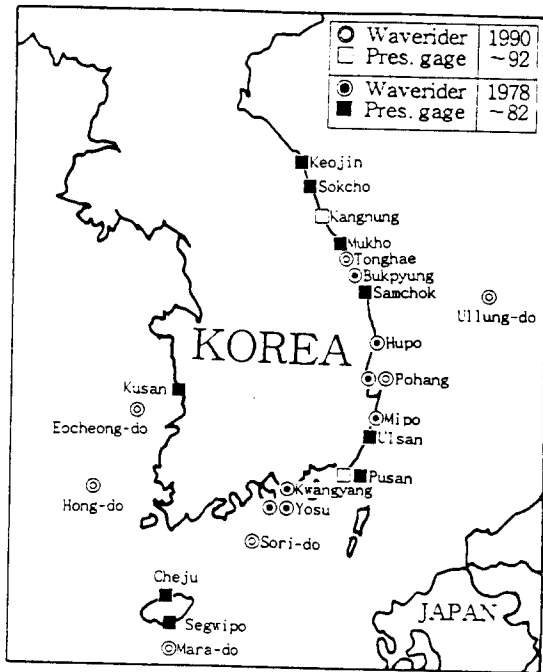 Waverider 1990
Pres. gage ~92
Waverider 1978
Pres. gage ~82
Keojin
Sokcho
Kangnung
Mukho
Tonghae
Bukpyung
Samchok
Ullung-do
KOREA
Hupo
Pohang
Kusan
Eocheong-do
Mipo
Ulsan
Pusan
Kwangyang
Hong-do
Yosu
Sori-do
Cheju
JAPAN
Segwipo
Mara-do